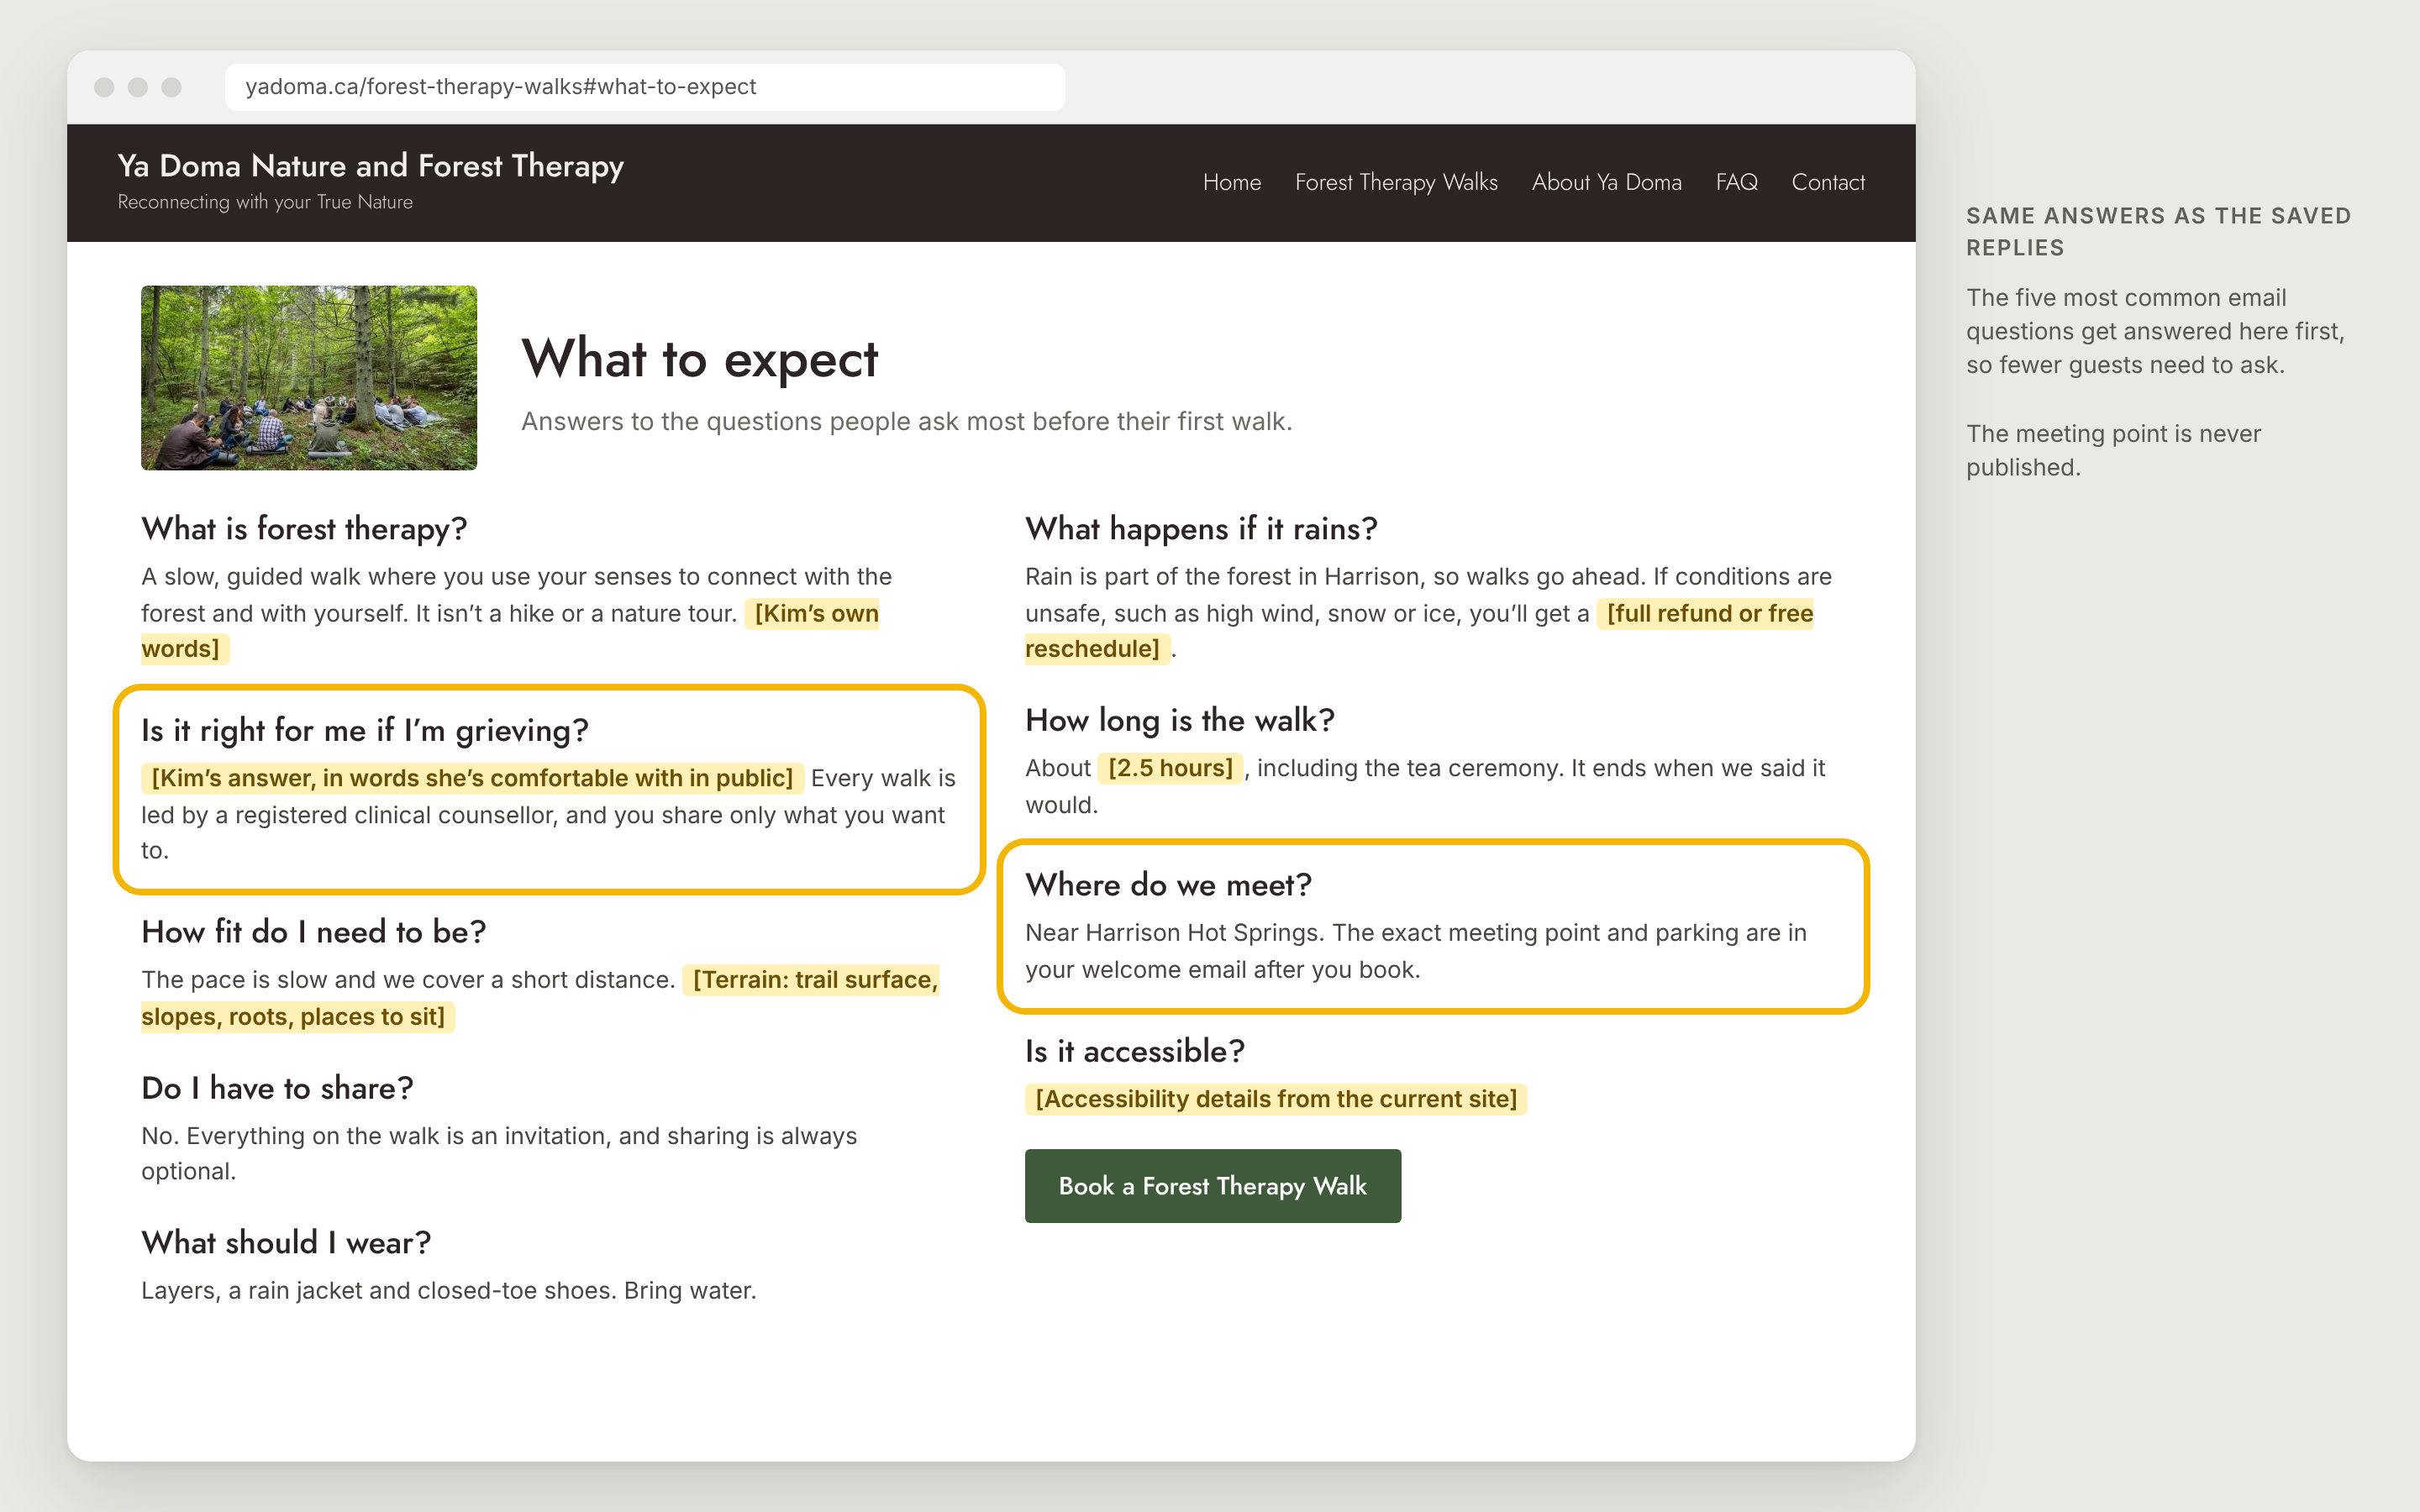 yadoma.ca/forest-therapy-walks#what-to-expect
Ya Doma Nature and Forest Therapy
Reconnecting with your True Nature
Home Forest Therapy Walks About Ya Doma FAQ Contact
What to expect
Answers to the questions people ask most before their first walk.
What is forest therapy?
A slow, guided walk where you use your senses to connect with the
forest and with yourself. It isn’t a hike or a nature tour. [Kim’s own
words]
Is it right for me if I’m grieving?
[Kim’s answer, in words she’s comfortable with in public] Every walk is
led by a registered clinical counsellor, and you share only what you want
to.
How fit do I need to be?
The pace is slow and we cover a short distance. [Terrain: trail surface,
slopes, roots, places to sit]
Do I have to share?
No. Everything on the walk is an invitation, and sharing is always
optional.
What should I wear?
Layers, a rain jacket and closed-toe shoes. Bring water.
What happens if it rains?
Rain is part of the forest in Harrison, so walks go ahead. If conditions are
unsafe, such as high wind, snow or ice, you’ll get a [full refund or free
reschedule].
How long is the walk?
About [2.5 hours], including the tea ceremony. It ends when we said it
would.
Where do we meet?
Near Harrison Hot Springs. The exact meeting point and parking are in
your welcome email after you book.
Is it accessible?
[Accessibility details from the current site]
Book a Forest Therapy Walk
SAME ANSWERS AS THE SAVED
REPLIES
The five most common email
questions get answered here first,
so fewer guests need to ask.
The meeting point is never
published.